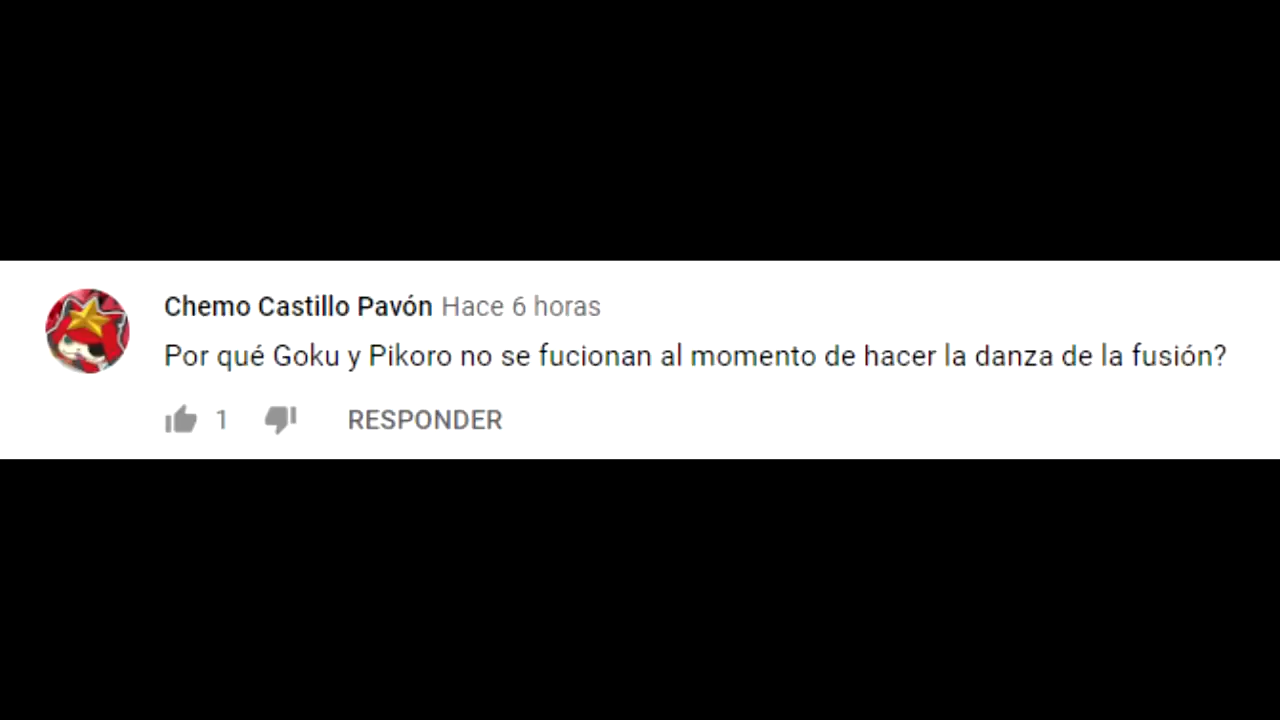 Chemo Castillo Pavón Hace 6 horas
Por qué Goku y Pikoro no se fucionan al momento de hacer la danza de la fusión?
1 RESPONDER